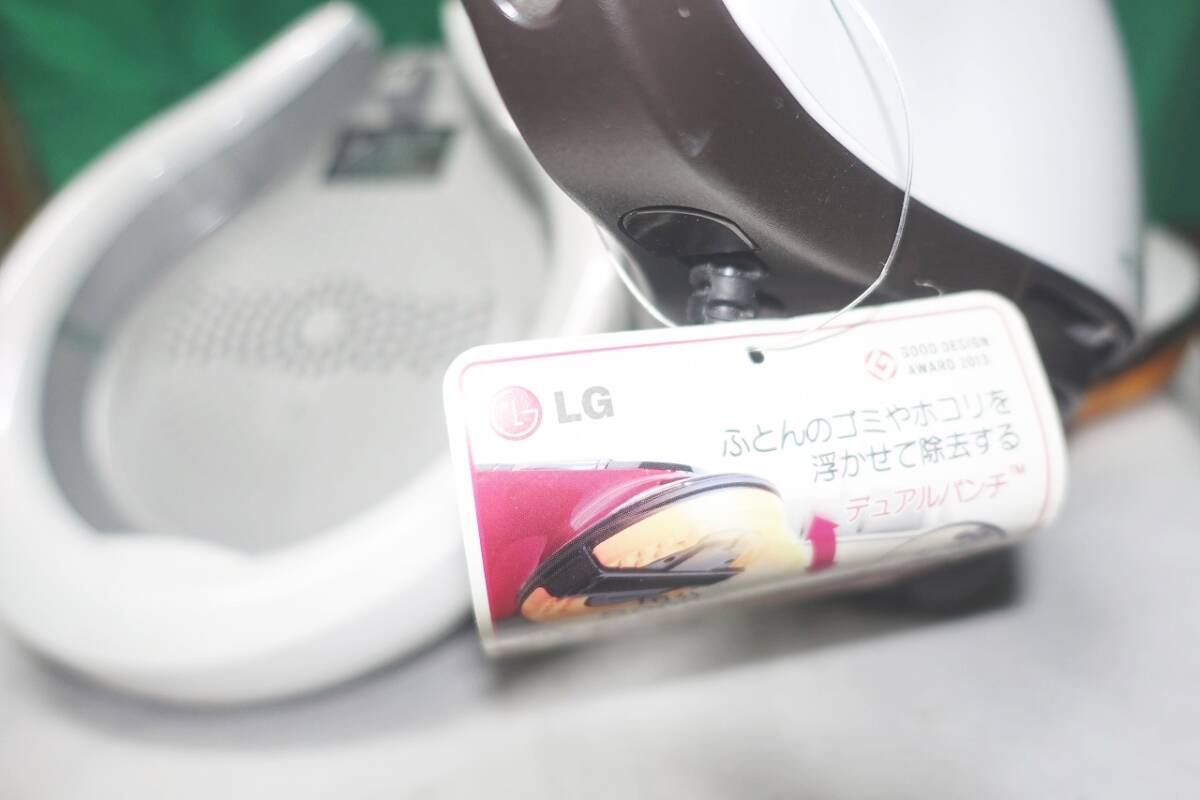 LG
GOOD DESIGN
AWARD 2013
ふとんのゴミやホコリを
浮かせて除去する
デュアルパンチ™